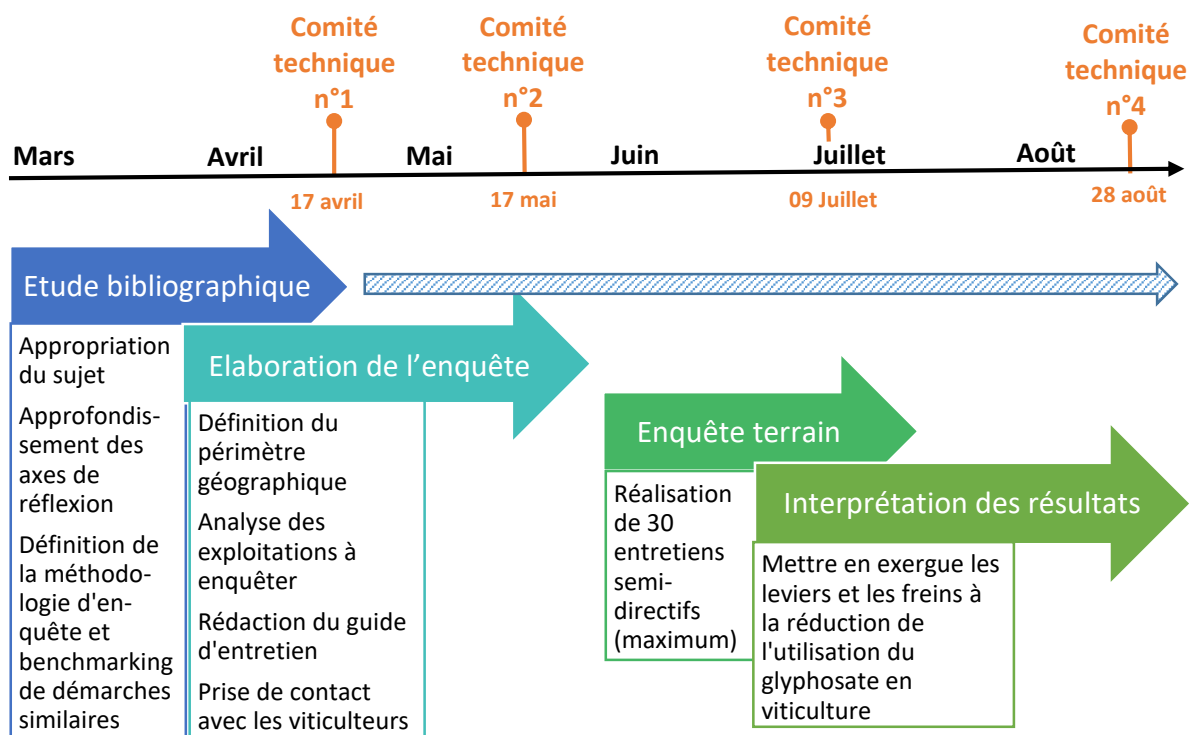 Comité
technique
n°1
Comité
technique
n°2
Comité
technique
n°3
Comité
technique
n°4
Mars
Avril
Mai
Juin
Juillet
Août
17 avril
17 mai
09 Juillet
28 août
Etude bibliographique
Appropriation
du sujet
Approfondis-
sement des
axes de
réflexion
Définition de
la méthodo-
logie d'en-
quête et
benchmarking
de démarches
similaires
Elaboration de l'enquête
Définition du
périmètre
géographique
Analyse des
exploitations à
enquêter
Rédaction du guide
d'entretien
Prise de contact
avec les viticulteurs
Enquête terrain
Réalisation
de 30
entretiens
semi-
directifs
(maximum)
Interprétation des résultats
Mettre en exergue les
leviers et les freins à
la réduction de
l'utilisation du
glyphosate en
viticulture